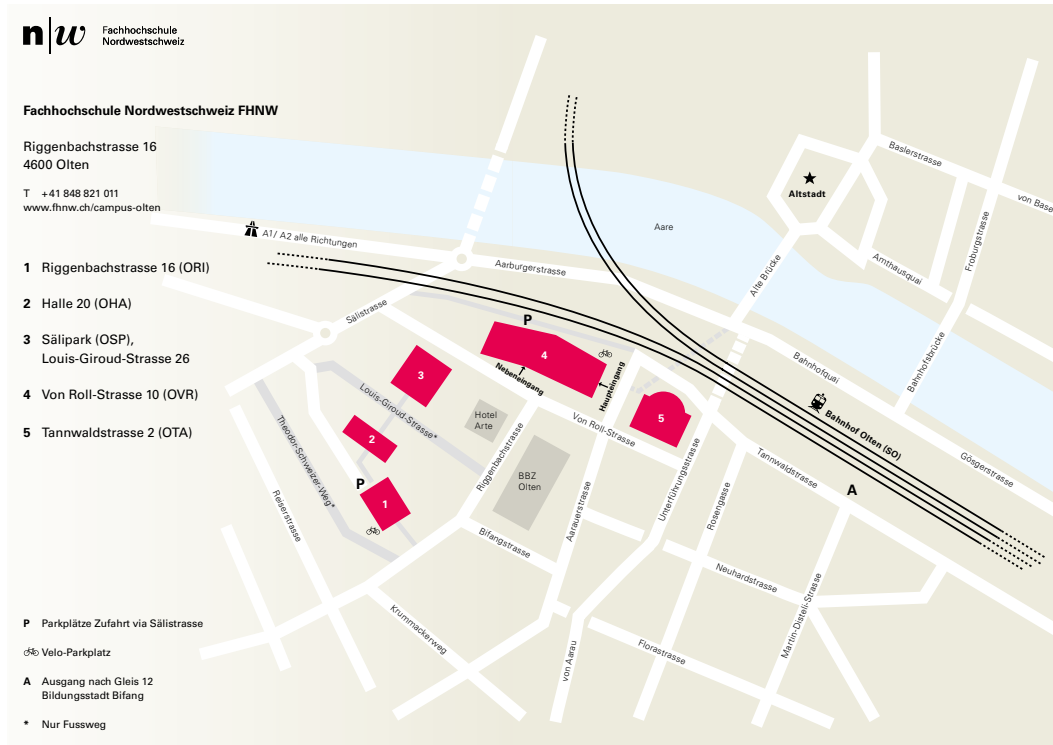 n|w
Fachhochschule
Nordwestschweiz
Fachhochschule Nordwestschweiz FHNW
Riggenbachstrasse 16
4600 Olten
T +41 848 821 011
www.fhnw.ch/campus-olten
1 Riggenbachstrasse 16 (ORI)
2 Halle 20 (OHA)
3 Sälipark (OSP),
Louis-Giroud-Strasse 26
4 Von Roll-Strasse 10 (OVR)
5 Tannwaldstrasse 2 (OTA)
P Parkplätze Zufahrt via Sälistrasse
Velo-Parkplatz
A Ausgang nach Gleis 12
Bildungsstadt Bifang
* Nur Fussweg
A1/ A2 alle Richtungen
Aarburgerstrasse
Aare
Altstadt
Baslerstrasse
von Base
Froburgstrasse
Amthausquai
Alte Brücke
Bahnhofsbrücke
Bahnhofquai
Sälistrasse
P
4
Nebeneingang
Haupteingang
3
5
Bahnhof Olten (SO)
Gösgerstrasse
Louis-Giroud-Strasse*
Hotel
Arte
Von Roll-Strasse
2
Theodor-Schweizer-Weg*
Riggenbachstrasse
BBZ
Olten
Unterführungsstrasse
Tannwaldstrasse
A
P
1
Reiserstrasse
Aarauerstrasse
Rosengasse
Bifangstrasse
Neuhardstrasse
Martin-Disteli-Strasse
Krummackerweg
von Aarau
Florastrasse